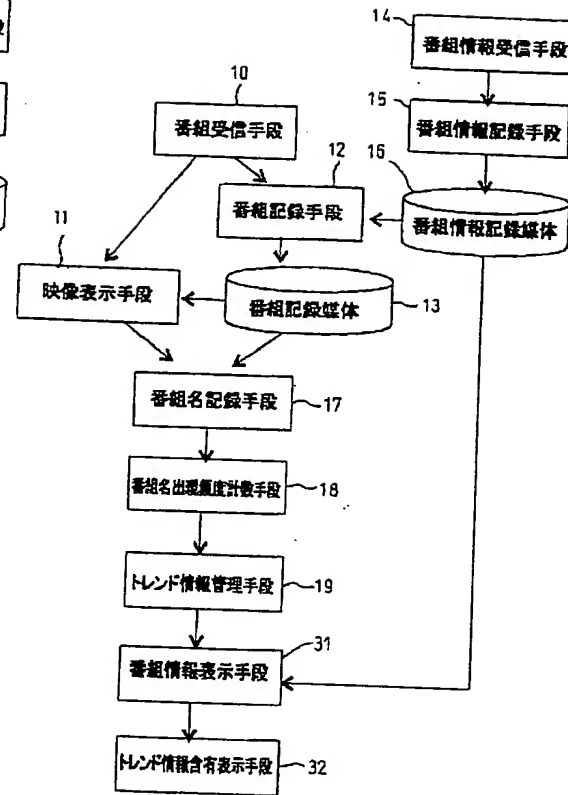 14
番組情報受信手段
10
15
番組受信手段
番組情報記録手段
12
16
番組記録手段
番組情報記録媒体
11
映像表示手段
番組記録媒体
13
番組名記録手段
17
番組名出現頻度計数手段
18
トレンド情報管理手段
19
31
番組情報表示手段
トレンド情報含有表示手段
32